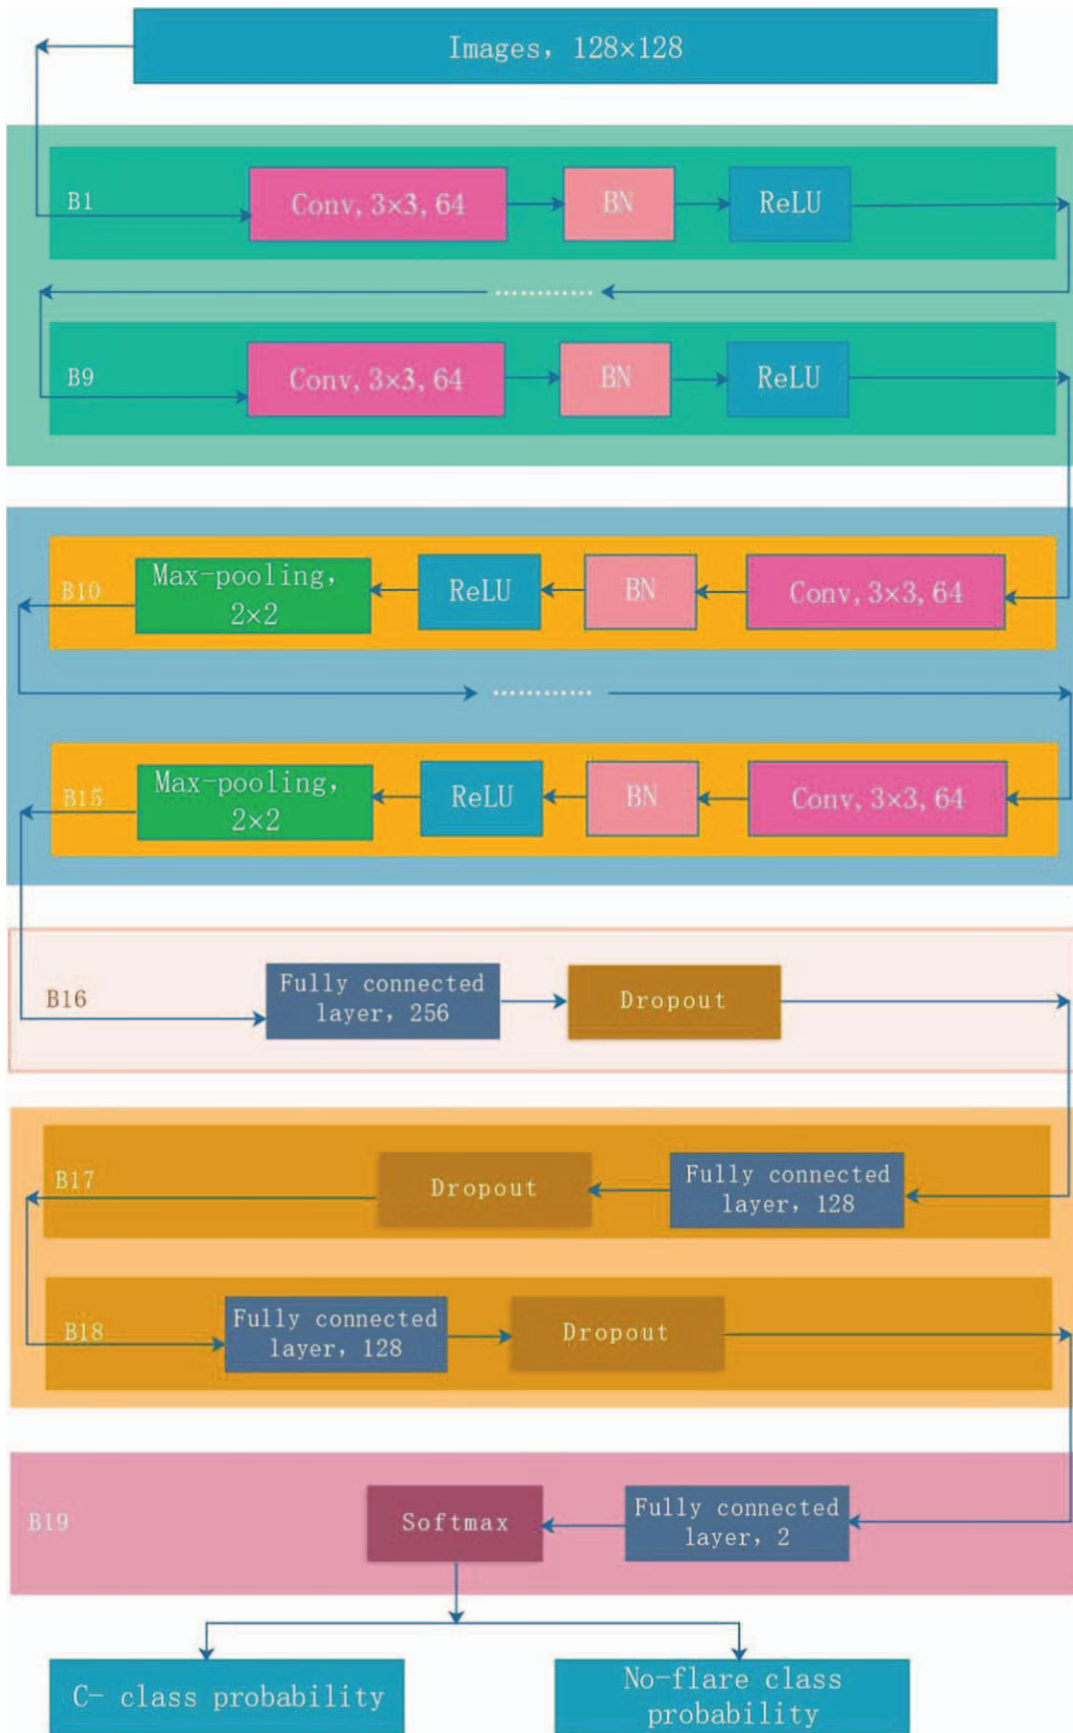 Images, 128×128
B1
Conv, 3×3, 64
BN
ReLU
............
B9
Conv, 3×3, 64
BN
ReLU
B10
Max-pooling,
2×2
ReLU
BN
Conv, 3×3, 64
............
B15
Max-pooling,
2×2
ReLU
BN
Conv, 3×3, 64
B16
Fully connected
layer, 256
Dropout
B17
Dropout
Fully connected
layer, 128
B18
Fully connected
layer, 128
Dropout
B19
Softmax
Fully connected
layer, 2
C- class probability
No-flare class
probability